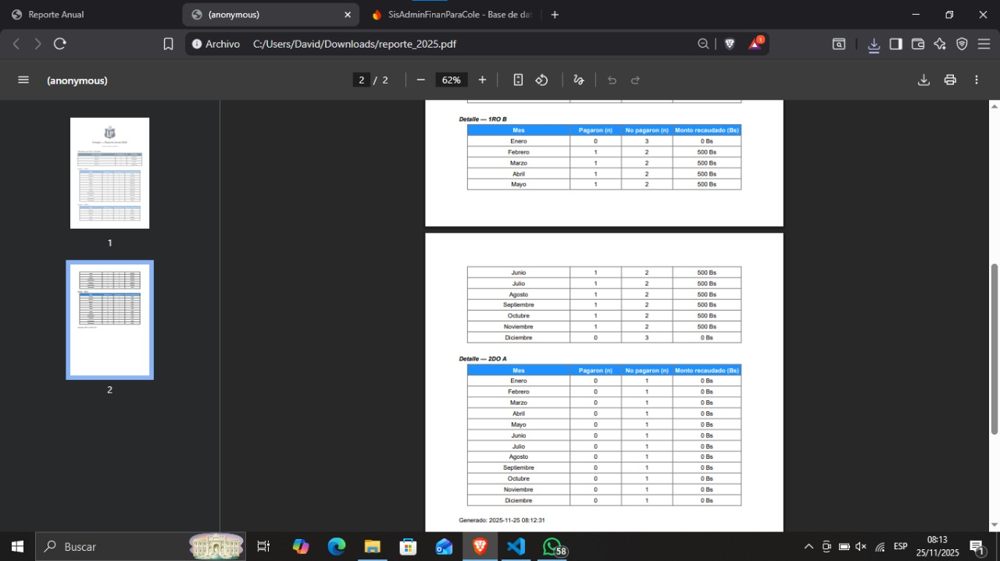 Reporte Anual
(anonymous)
SisAdminFinanParaCole - Base de dat
Archivo C:/Users/David/Downloads/reporte_2025.pdf
1
(anonymous)
2 / 2
62%
1
2
Detalle — 1RO B
Mes Pagaron (n) No pagaron (n) Monto recaudado (Bs)
Enero 0 3 0 Bs
Febrero 1 2 500 Bs
Marzo 1 2 500 Bs
Abril 1 2 500 Bs
Mayo 1 2 500 Bs
Junio 1 2 500 Bs
Julio 1 2 500 Bs
Agosto 1 2 500 Bs
Septiembre 1 2 500 Bs
Octubre 1 2 500 Bs
Noviembre 1 2 500 Bs
Diciembre 0 3 0 Bs
Detalle — 2DO A
Mes Pagaron (n) No pagaron (n) Monto recaudado (Bs)
Enero 0 1 0 Bs
Febrero 0 1 0 Bs
Marzo 0 1 0 Bs
Abril 0 1 0 Bs
Mayo 0 1 0 Bs
Junio 0 1 0 Bs
Julio 0 1 0 Bs
Agosto 0 1 0 Bs
Septiembre 0 1 0 Bs
Octubre 0 1 0 Bs
Noviembre 0 1 0 Bs
Diciembre 0 1 0 Bs
Generado: 2025-11-25 08:12:31
Buscar
58
ESP
08:13
25/11/2025
1